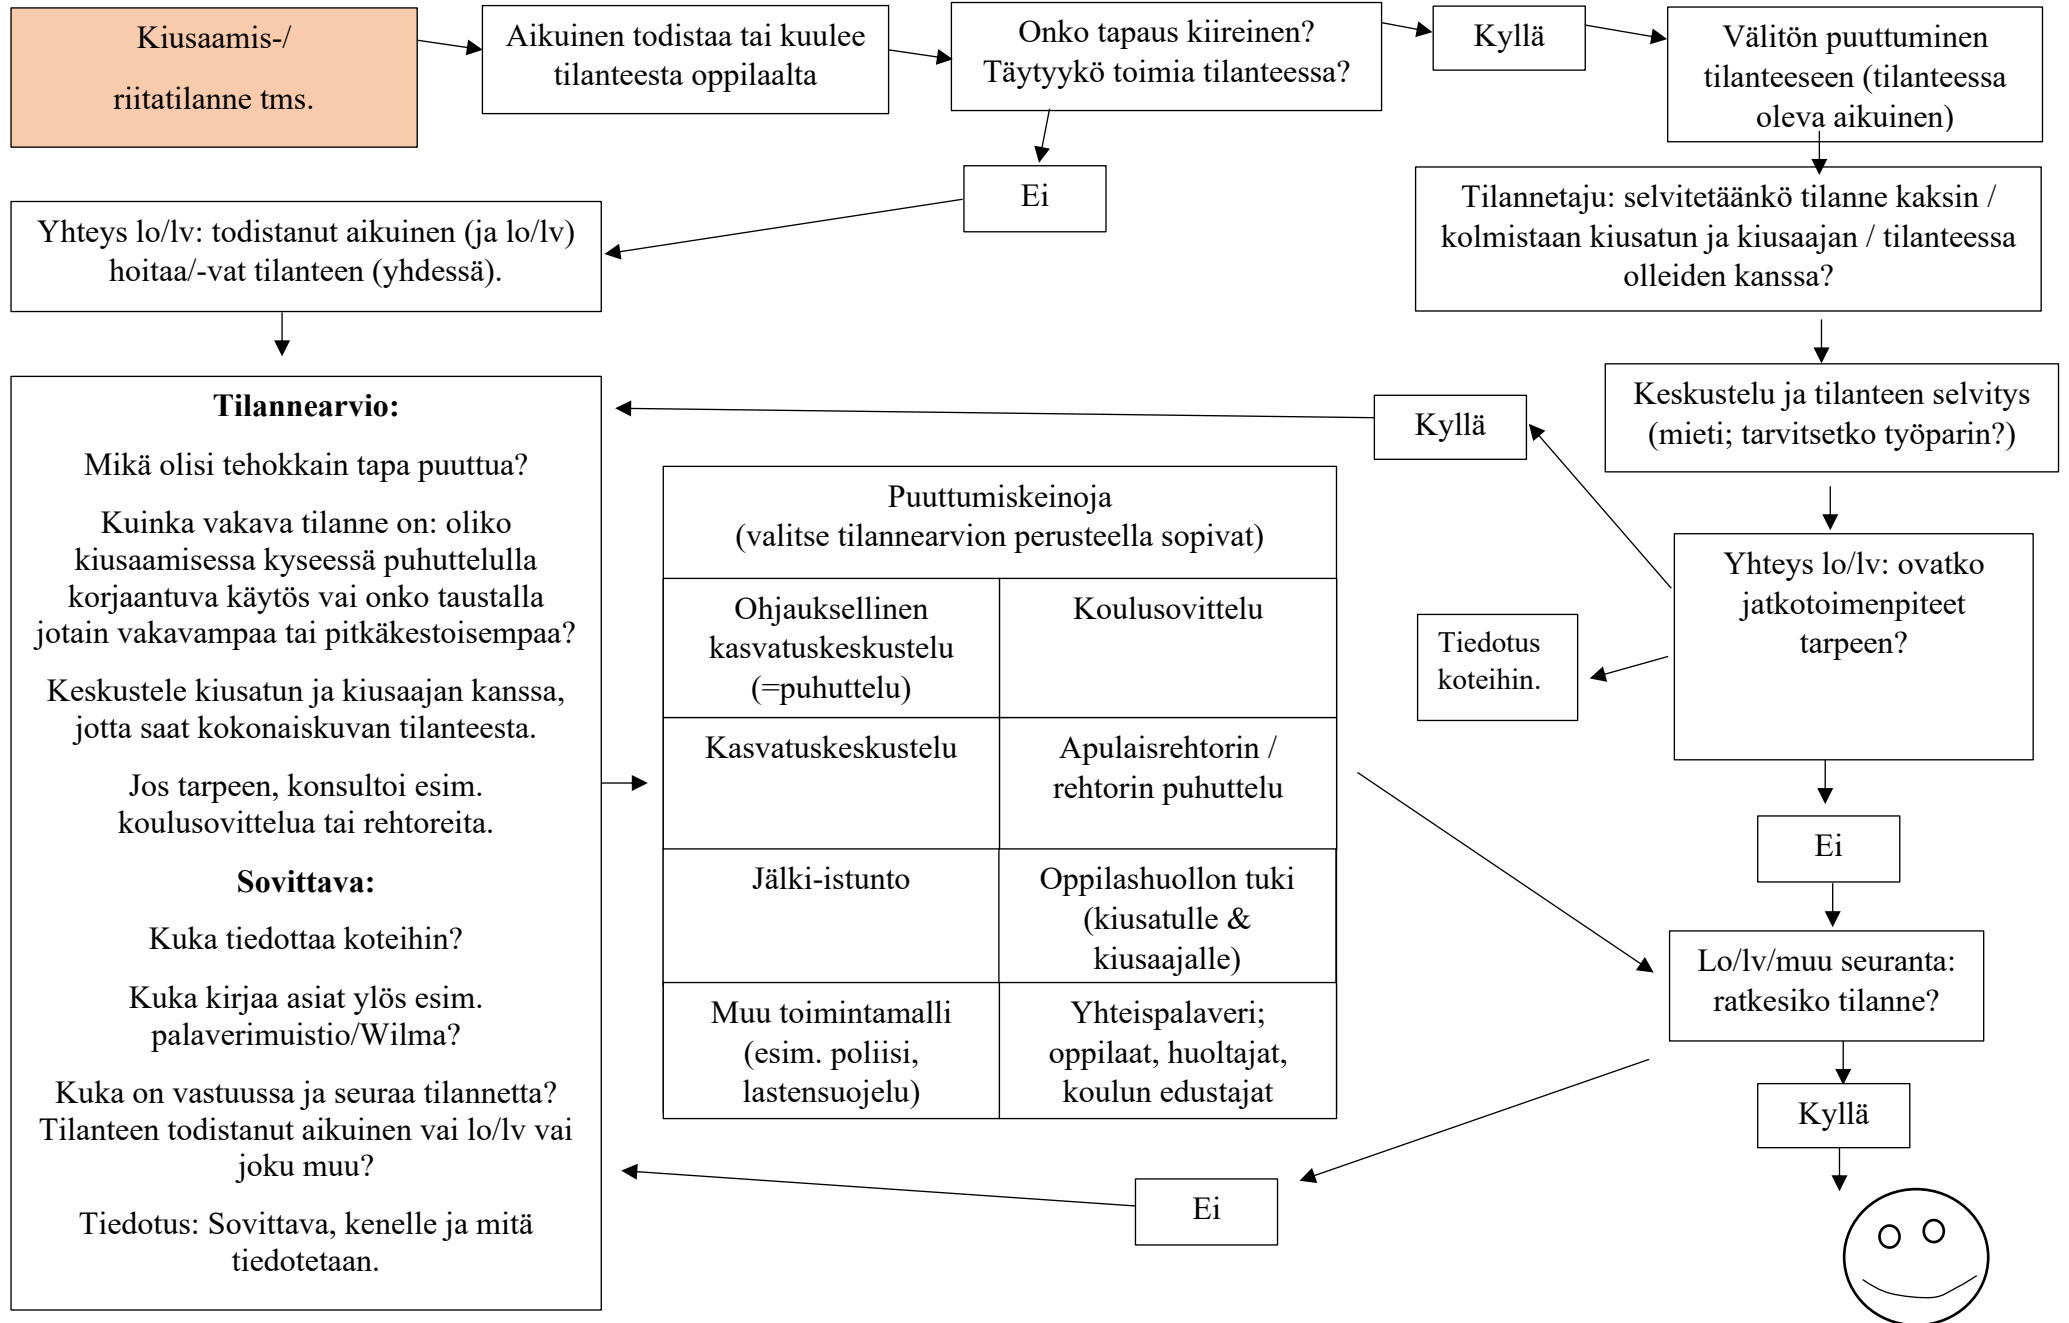 Kiusaamis-/
riitatilanne tms.
Aikuinen todistaa tai kuulee
tilanteesta oppilaalta
Onko tapaus kiireinen?
Täytyykö toimia tilanteessa?
Kyllä
Välitön puuttuminen
tilanteeseen (tilanteessa
oleva aikuinen)
Ei
Yhteys lo/lv: todistanut aikuinen (ja lo/lv)
hoitaa/-vat tilanteen (yhdessä).
Tilannetaju: selvitetäänkö tilanne kaksin /
kolmistaan kiusatun ja kiusaajan / tilanteessa
olleiden kanssa?
Keskustelu ja tilanteen selvitys
(mieti; tarvitsetko työparin?)
Kyllä
Yhteys lo/lv: ovatko
jatkotoimenpiteet
tarpeen?
Tiedotus
koteihin.
Tilannearvio:
Mikä olisi tehokkain tapa puuttua?
Kuinka vakava tilanne on: oliko
kiusaamisessa kyseessä puhuttelulla
korjaantuva käytös vai onko taustalla
jotain vakavampaa tai pitkäkestoisempaa?
Keskustele kiusatun ja kiusaajan kanssa,
jotta saat kokonaiskuvan tilanteesta.
Jos tarpeen, konsultoi esim.
koulusovittelua tai rehtoreita.
Sovittava:
Kuka tiedottaa koteihin?
Kuka kirjaa asiat ylös esim.
palaverimuistio/Wilma?
Kuka on vastuussa ja seuraa tilannetta?
Tilanteen todistanut aikuinen vai lo/lv vai
joku muu?
Tiedotus: Sovittava, kenelle ja mitä
tiedotetaan.
Puuttumiskeinoja
(valitse tilannearvion perusteella sopivat)
Ohjauksellinen
kasvatuskeskustelu
(=puhuttelu)
Koulusovittelu
Kasvatuskeskustelu
Apulaisrehtorin /
rehtorin puhuttelu
Jälki-istunto
Oppilashuollon tuki
(kiusatulle &
kiusaajalle)
Muu toimintamalli
(esim. poliisi,
lastensuojelu)
Yhteispalaveri;
oppilaat, huoltajat,
koulun edustajat
Ei
Lo/lv/muu seuranta:
ratkesiko tilanne?
Kyllä
Ei